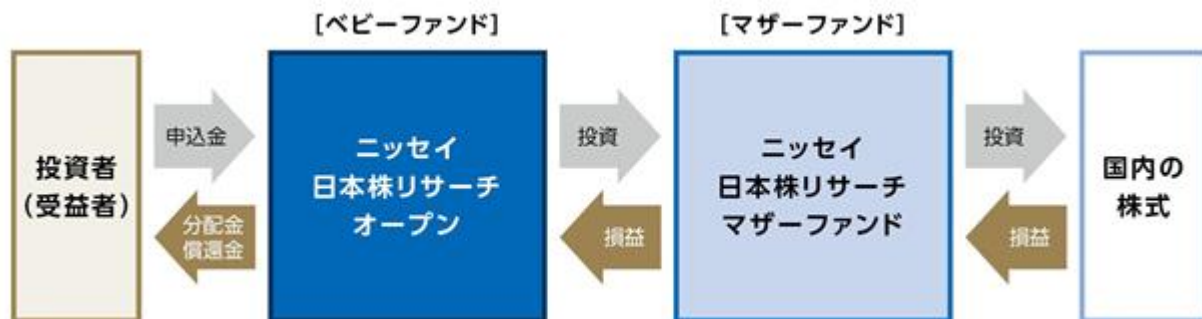 [ベビーファンド]
[マザーファンド]
投資者
(受益者)
申込金
分配金
償還金
ニッセイ
日本株リサーチ
オープン
投資
損益
ニッセイ
日本株リサーチ
マザーファンド
投資
損益
国内の
株式